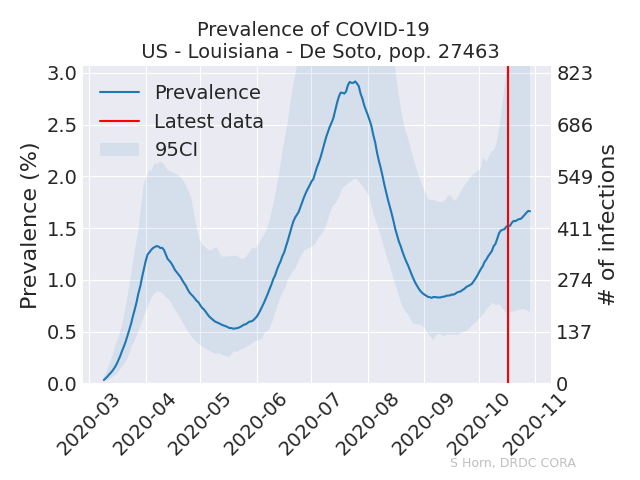 Prevalence of COVID-19
US - Louisiana - De Soto, pop. 27463
Prevalence
Latest data
95CI
Prevalence (%)
3.0
2.5
2.0
1.5
1.0
0.5
0.0
823
686
549
411
274
137
0
# of infections
2020-03
2020-04
2020-05
2020-06
2020-07
2020-08
2020-09
2020-10
2020-11
S Horn, DRDC CORA